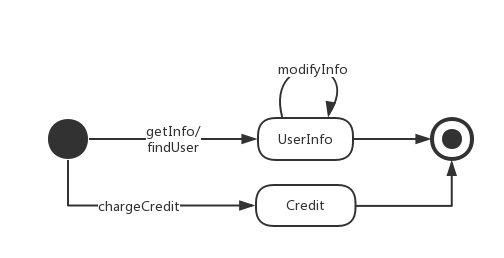 modifyInfo
getInfo/
findUser
UserInfo
chargeCredit
Credit